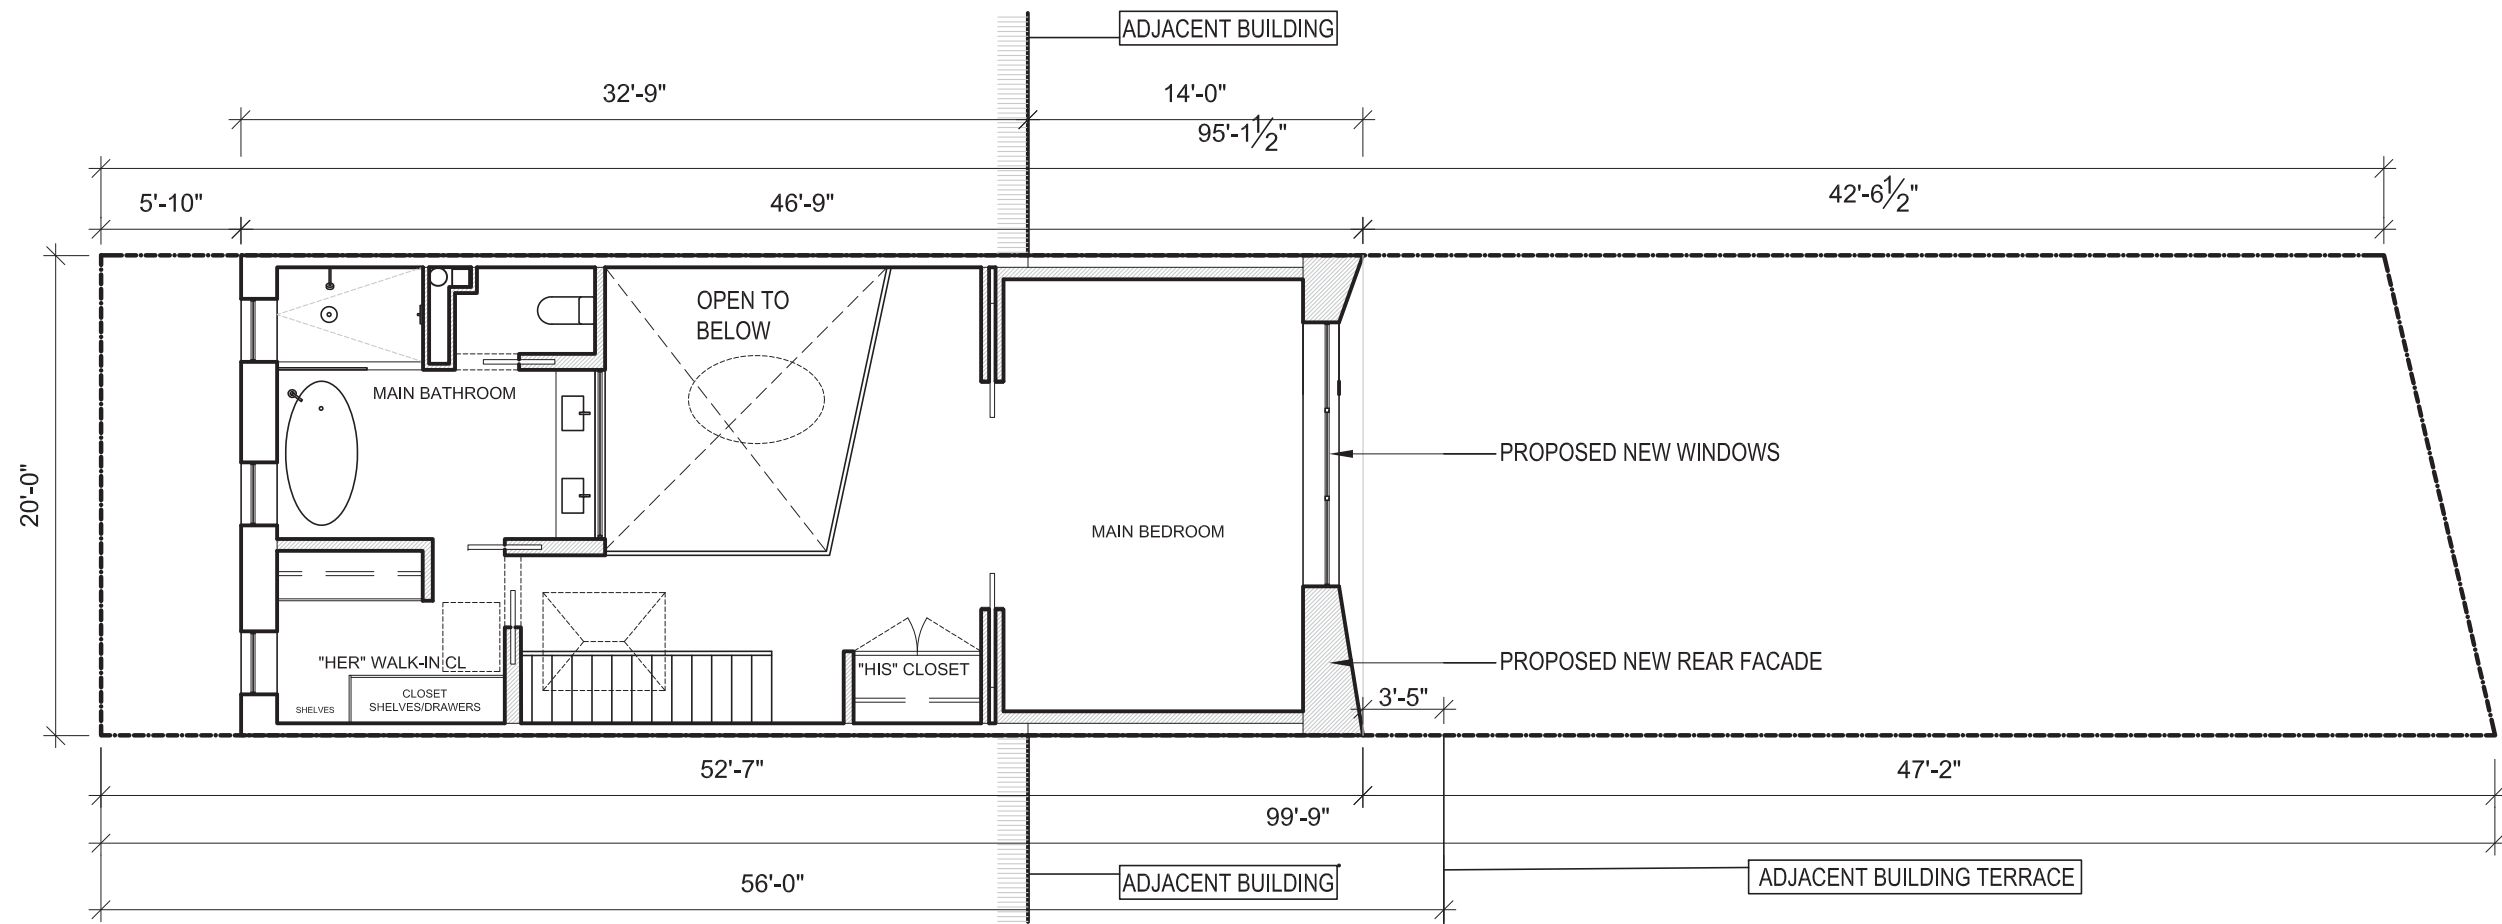 ADJACENT BUILDING
32'-9"
14'-0"
95'-1½"
5'-10"
46'-9"
42'-6½"
OPEN TO
BELOW
MAIN BATHROOM
PROPOSED NEW WINDOWS
20'-0"
MAIN BEDROOM
"HER" WALK-IN CL
"HIS" CLOSET
PROPOSED NEW REAR FACADE
CLOSET
SHELVES/DRAWERS
SHELVES
3'-5"
52'-7"
47'-2"
99'-9"
56'-0"
ADJACENT BUILDING
ADJACENT BUILDING TERRACE